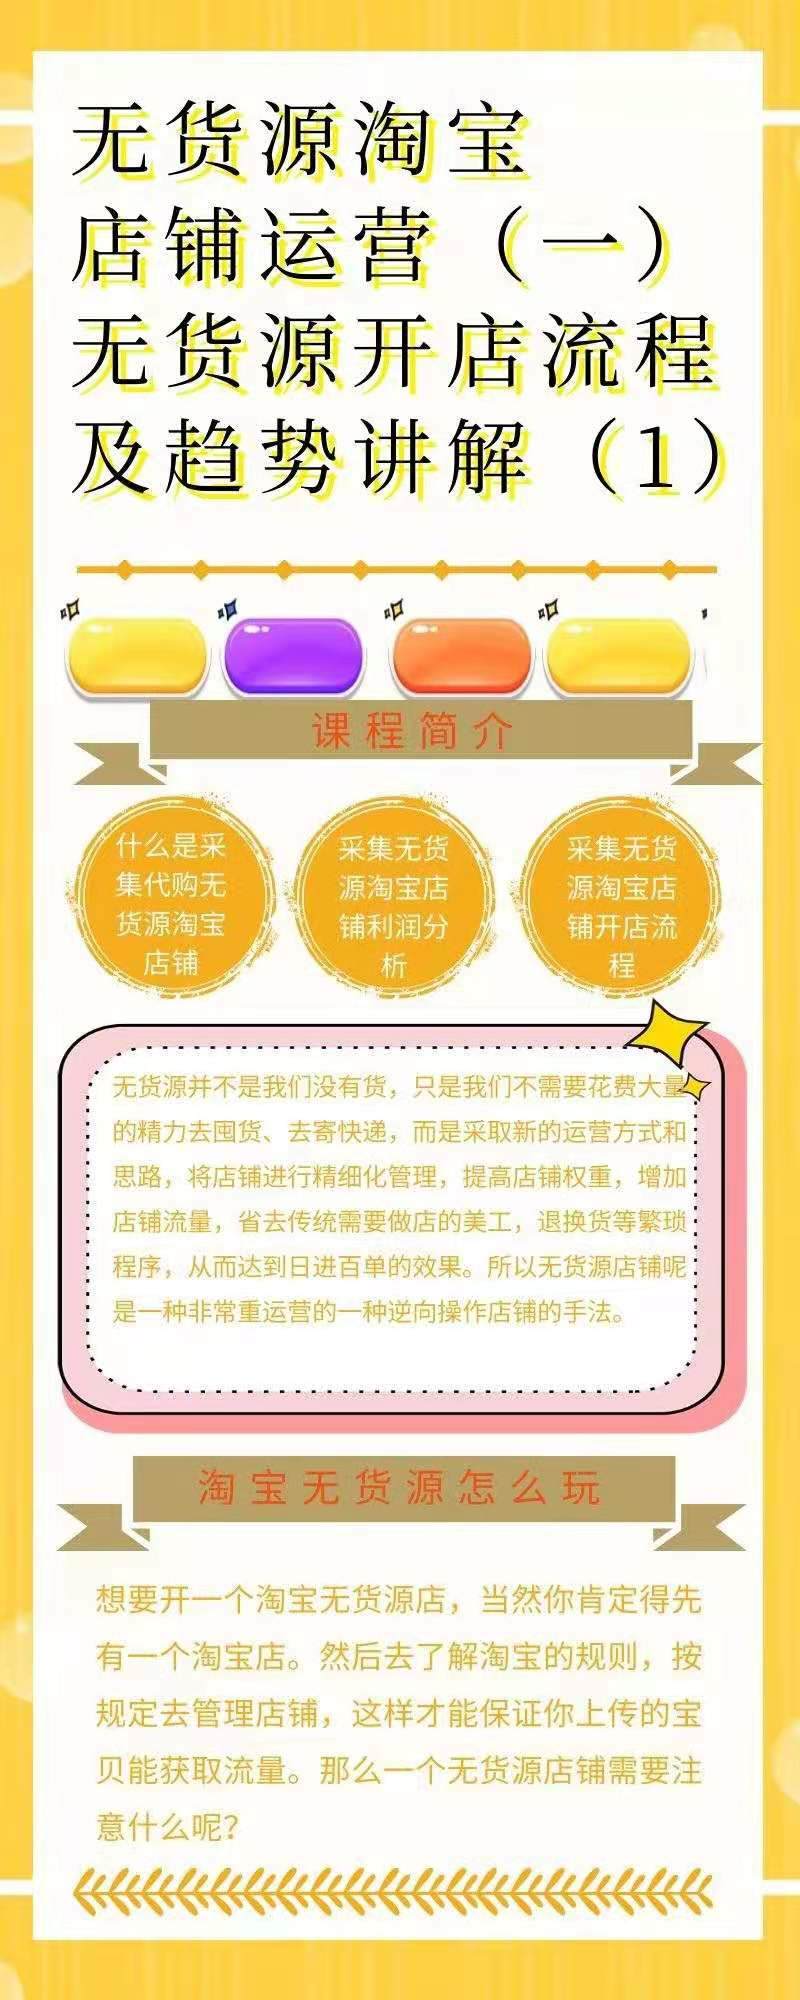 无货源淘宝
店铺运营（一）
无货源开店流程
及趋势讲解（1）
课程简介
什么是采
集代购无
货源淘宝
店铺
采集无货
源淘宝店
铺利润分
析
采集无货
源淘宝店
铺开店流
程
无货源并不是我们没有货，只是我们不需要花费大量
的精力去囤货、去寄快递，而是采取新的运营方式和
思路，将店铺进行精细化管理，提高店铺权重，增加
店铺流量，省去传统需要做店的美工，退换货等繁琐
程序，从而达到日进百单的效果。所以无货源店铺呢
是一种非常重运营的一种逆向操作店铺的手法。
淘宝无货源怎么玩
想要开一个淘宝无货源店，当然你肯定得先
有一个淘宝店。然后去了解淘宝的规则，按
规定去管理店铺，这样才能保证你上传的宝
贝能获取流量。那么一个无货源店铺需要注
意什么呢？